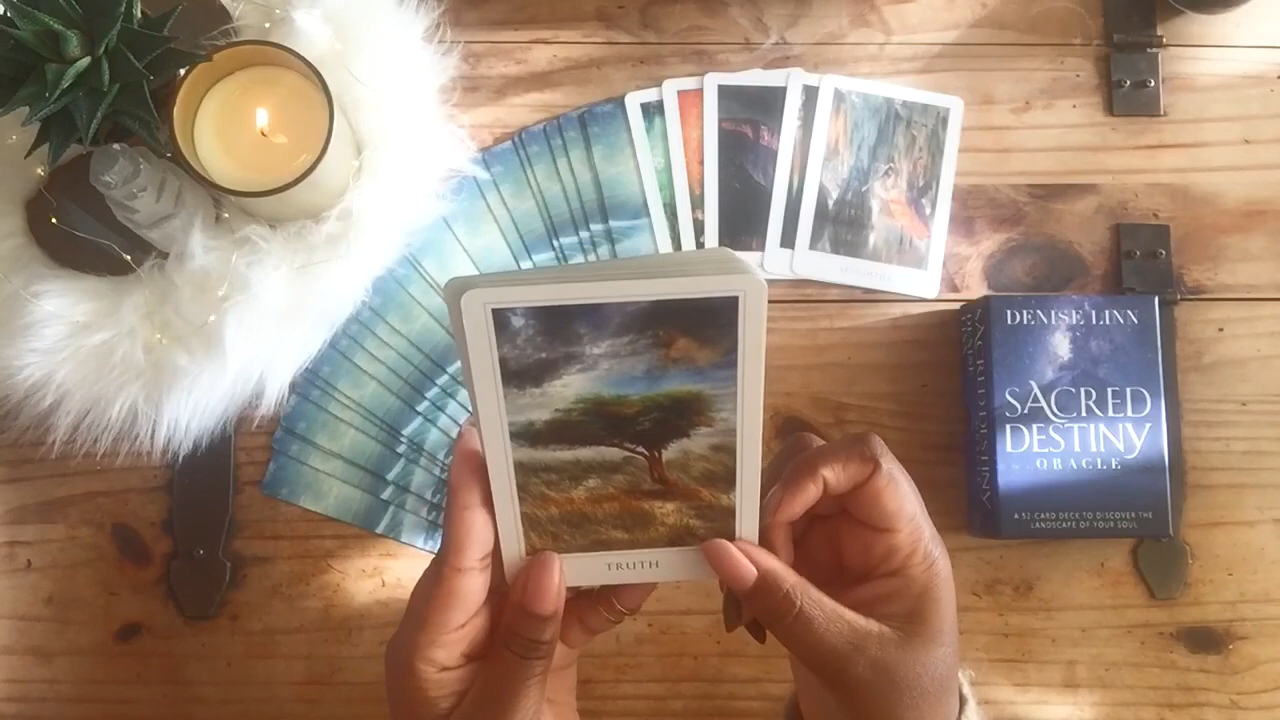 DENISE LINN
SACRED
DESTINY
ORACLE
A 52-CARD DECK TO DISCOVER THE
LANDSCAPE OF YOUR SOUL
TRUTH